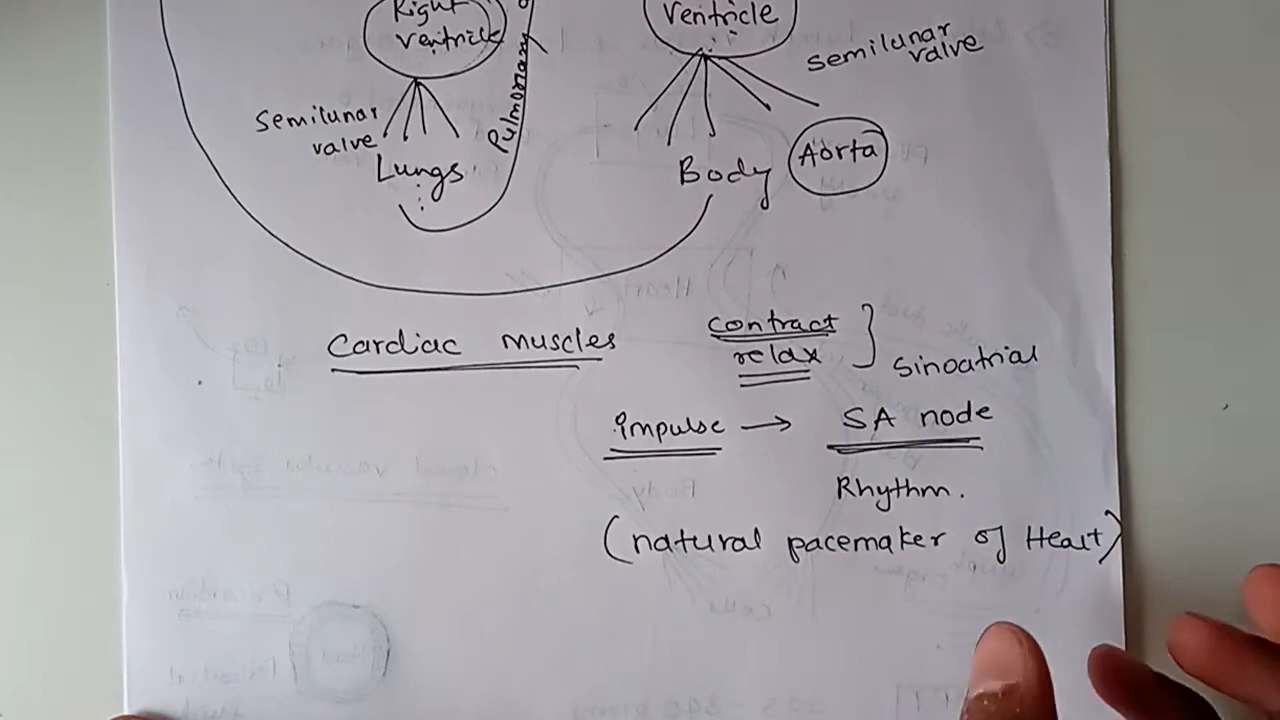 Right
ventricle
ventricle
semilunar
valve
Pulmonary
semilunar
valve
Lungs
Body
Aorta
Cardiac muscles
contract
relax
Sinoatrial
impulse → SA node
Rhythm.
(natural pacemaker of Heart)